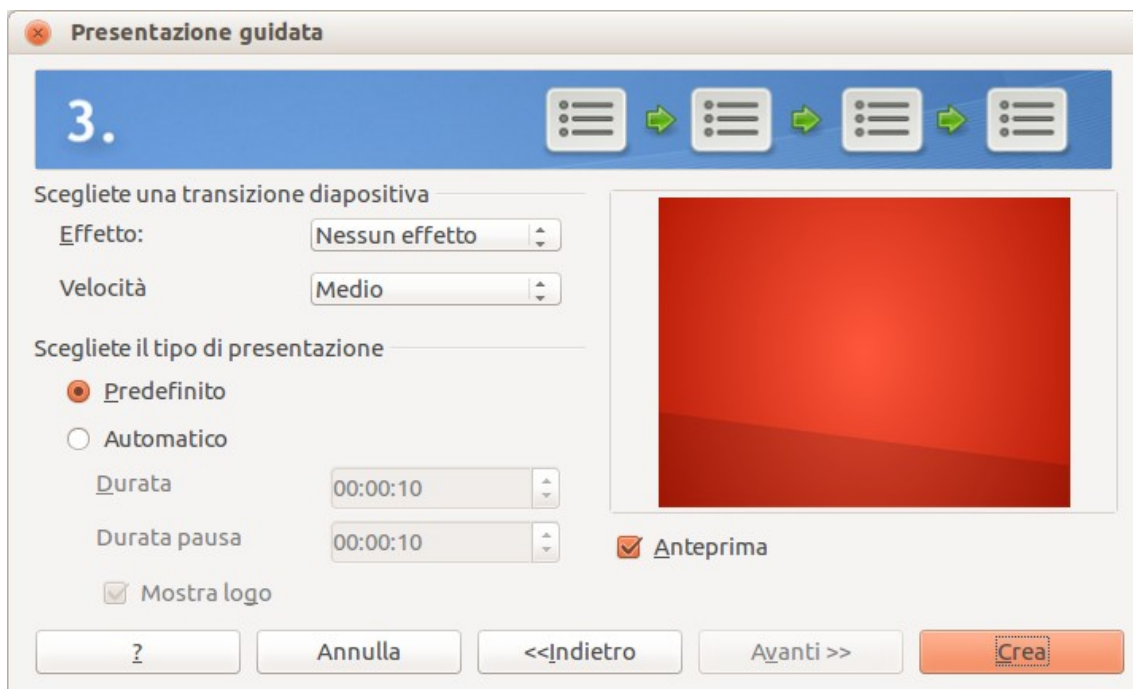 Presentazione guidata
3.
Scegliete una transizione diapositiva
Effetto: Nessun effetto
Velocità Medio
Scegliete il tipo di presentazione
Predefinito
Automatico
Durata 00:00:10
Durata pausa 00:00:10
Anteprima
Mostra logo
? Annulla <<Indietro Avanti >> Crea